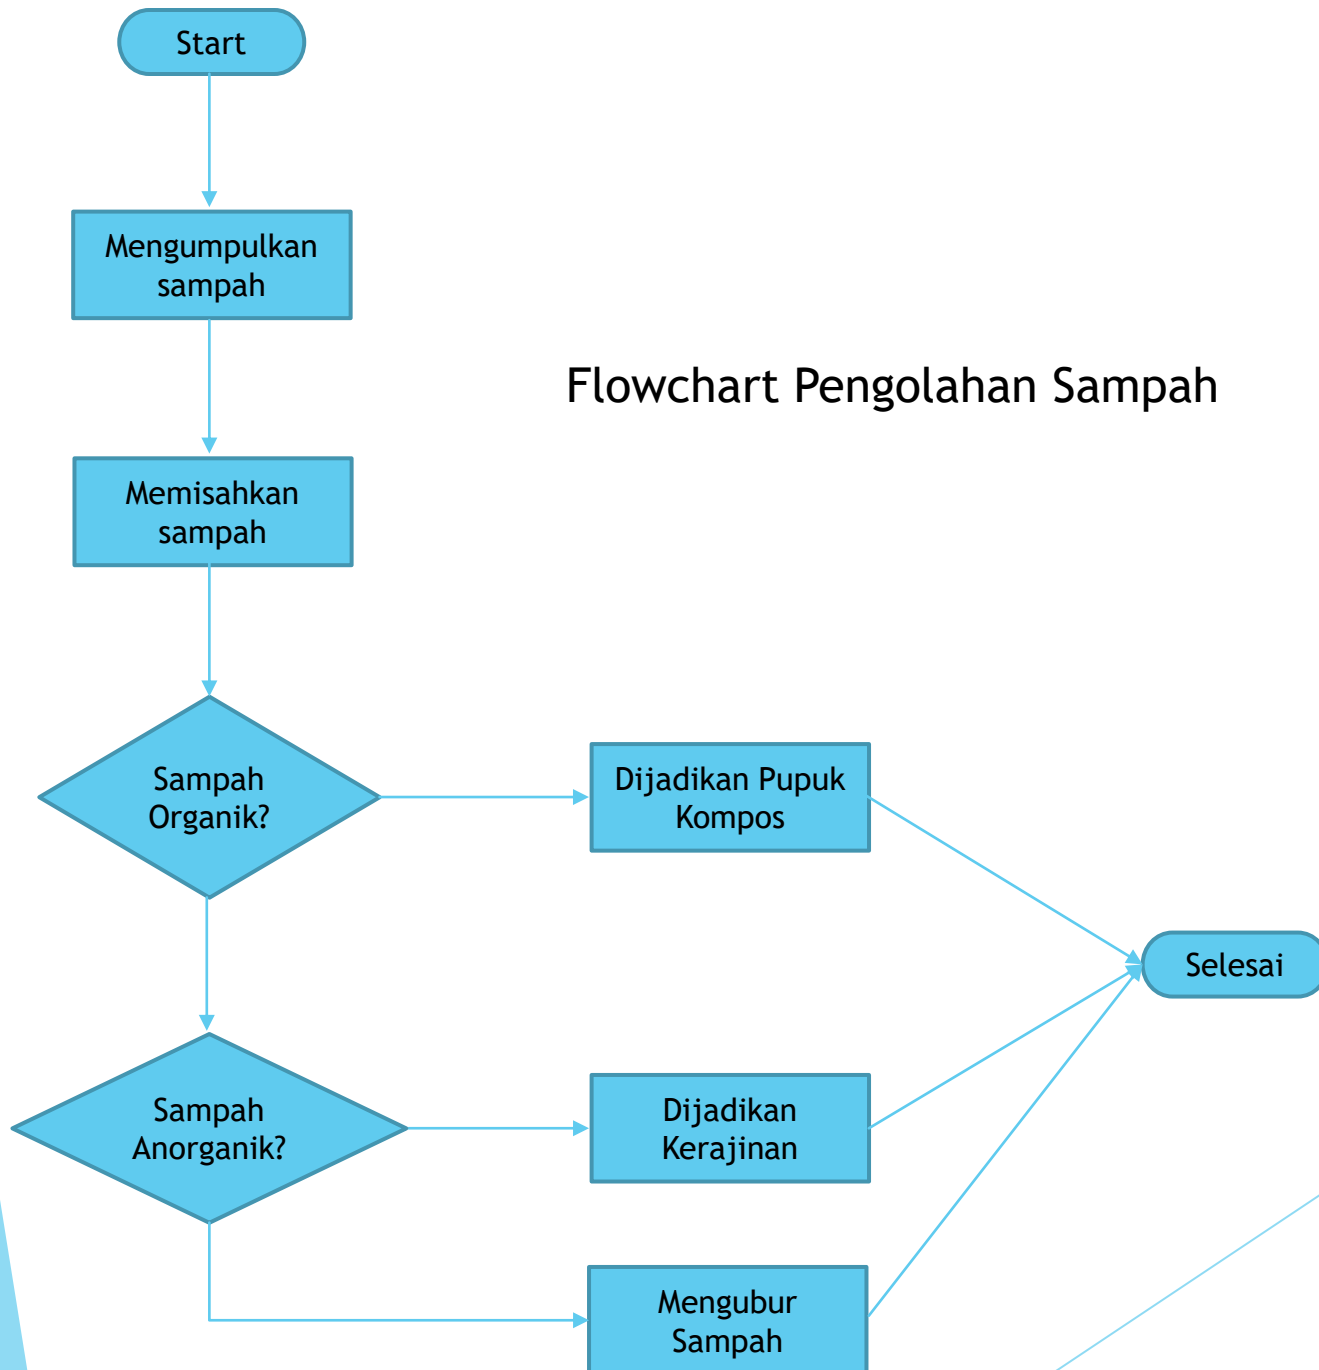 Start
Mengumpulkan
sampah
Flowchart Pengolahan Sampah
Memisahkan
sampah
Sampah
Organik?
Dijadikan Pupuk
Kompos
Selesai
Sampah
Anorganik?
Dijadikan
Kerajinan
Mengubur
Sampah